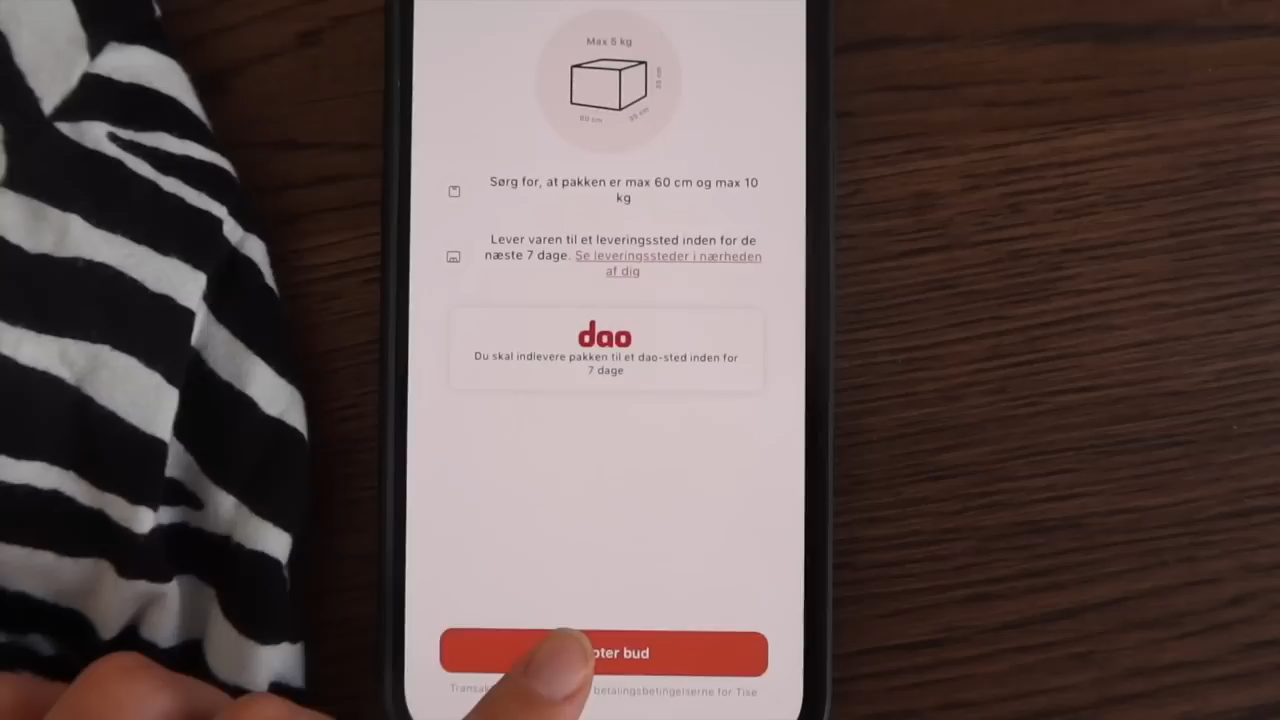 Max 5 kg
35 cm
60 cm
35 cm
Sørg for, at pakken er max 60 cm og max 10
kg
Lever varen til et leveringssted inden for de
næste 7 dage. Se leveringssteder i nærheden
af dig
dao
Du skal indlevere pakken til et dao-sted inden for
7 dage
bud
betalingsbetingelserne for Tise